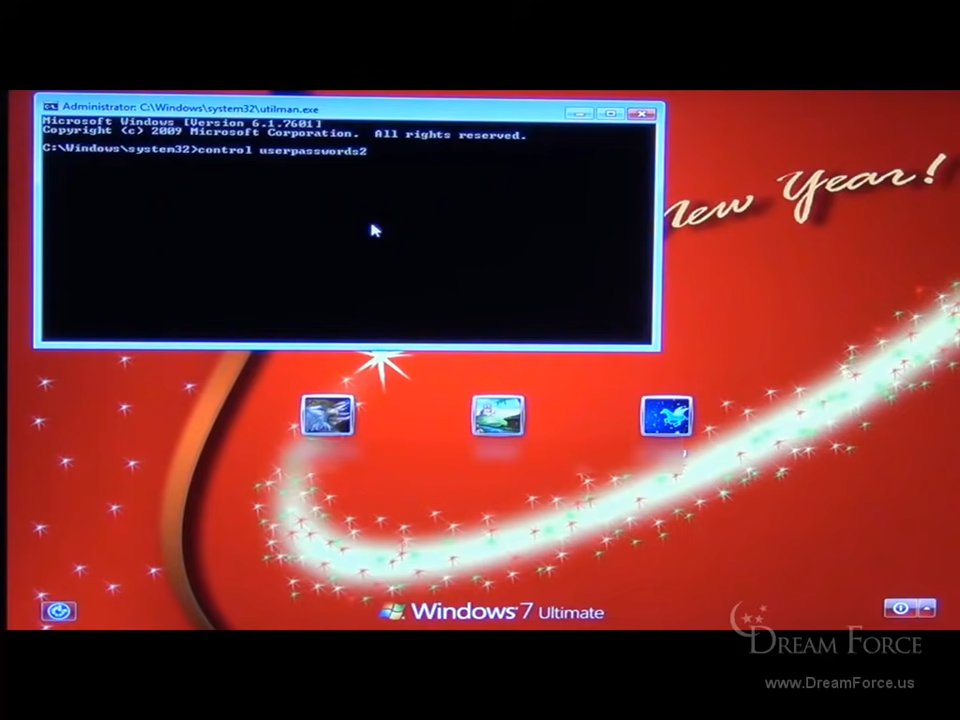 Administrator: C:\Windows\system32\utilman.exe
Microsoft Windows [Version 6.1.7601]
Copyright (c) 2009 Microsoft Corporation.  All rights reserved.
C:\Windows\system32>control userpasswords2
New Year!
Windows 7 Ultimate
DREAM FORCE
www.DreamForce.us